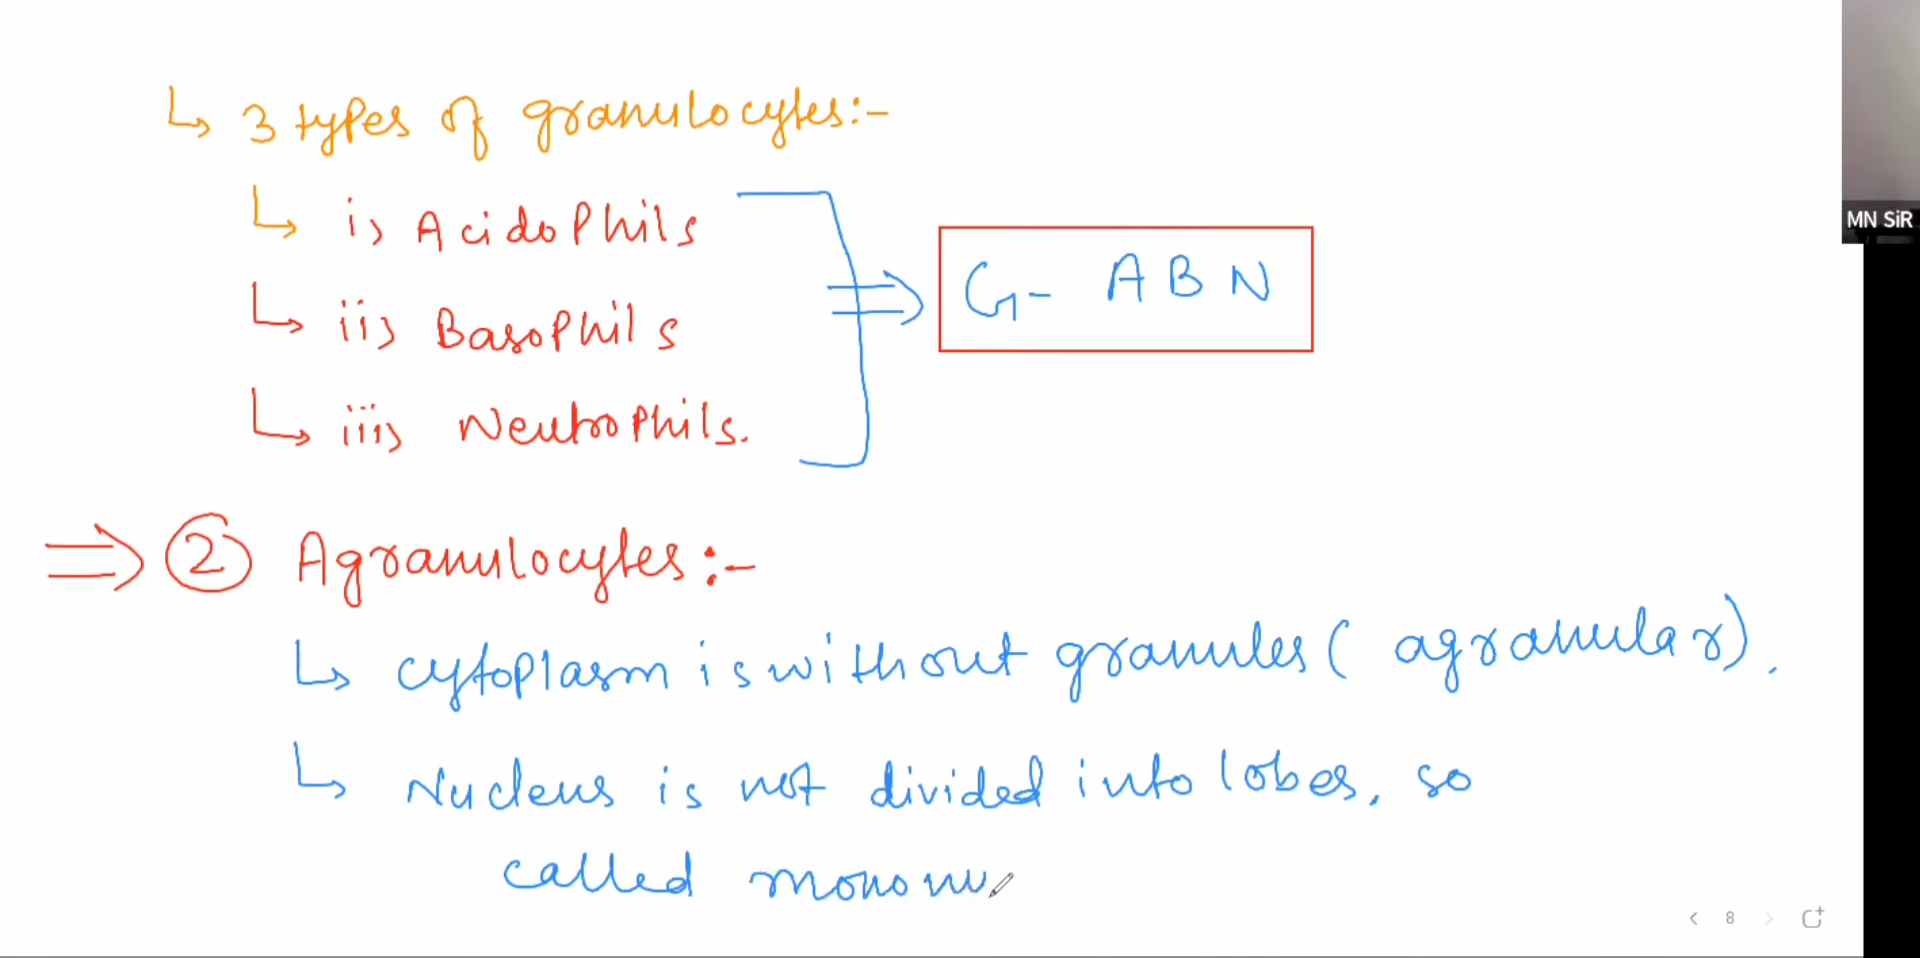 ↳ 3 types of granulocytes:-
↳ i) Acidophils
↳ ii) Basophils
↳ iii) Neutrophils.
⇒ G- ABN
⇒ ② Agranulocytes:-
↳ cytoplasm is without granules (agranular).
↳ Nucleus is not divided into lobes, so
called mononu
MN SiR
8